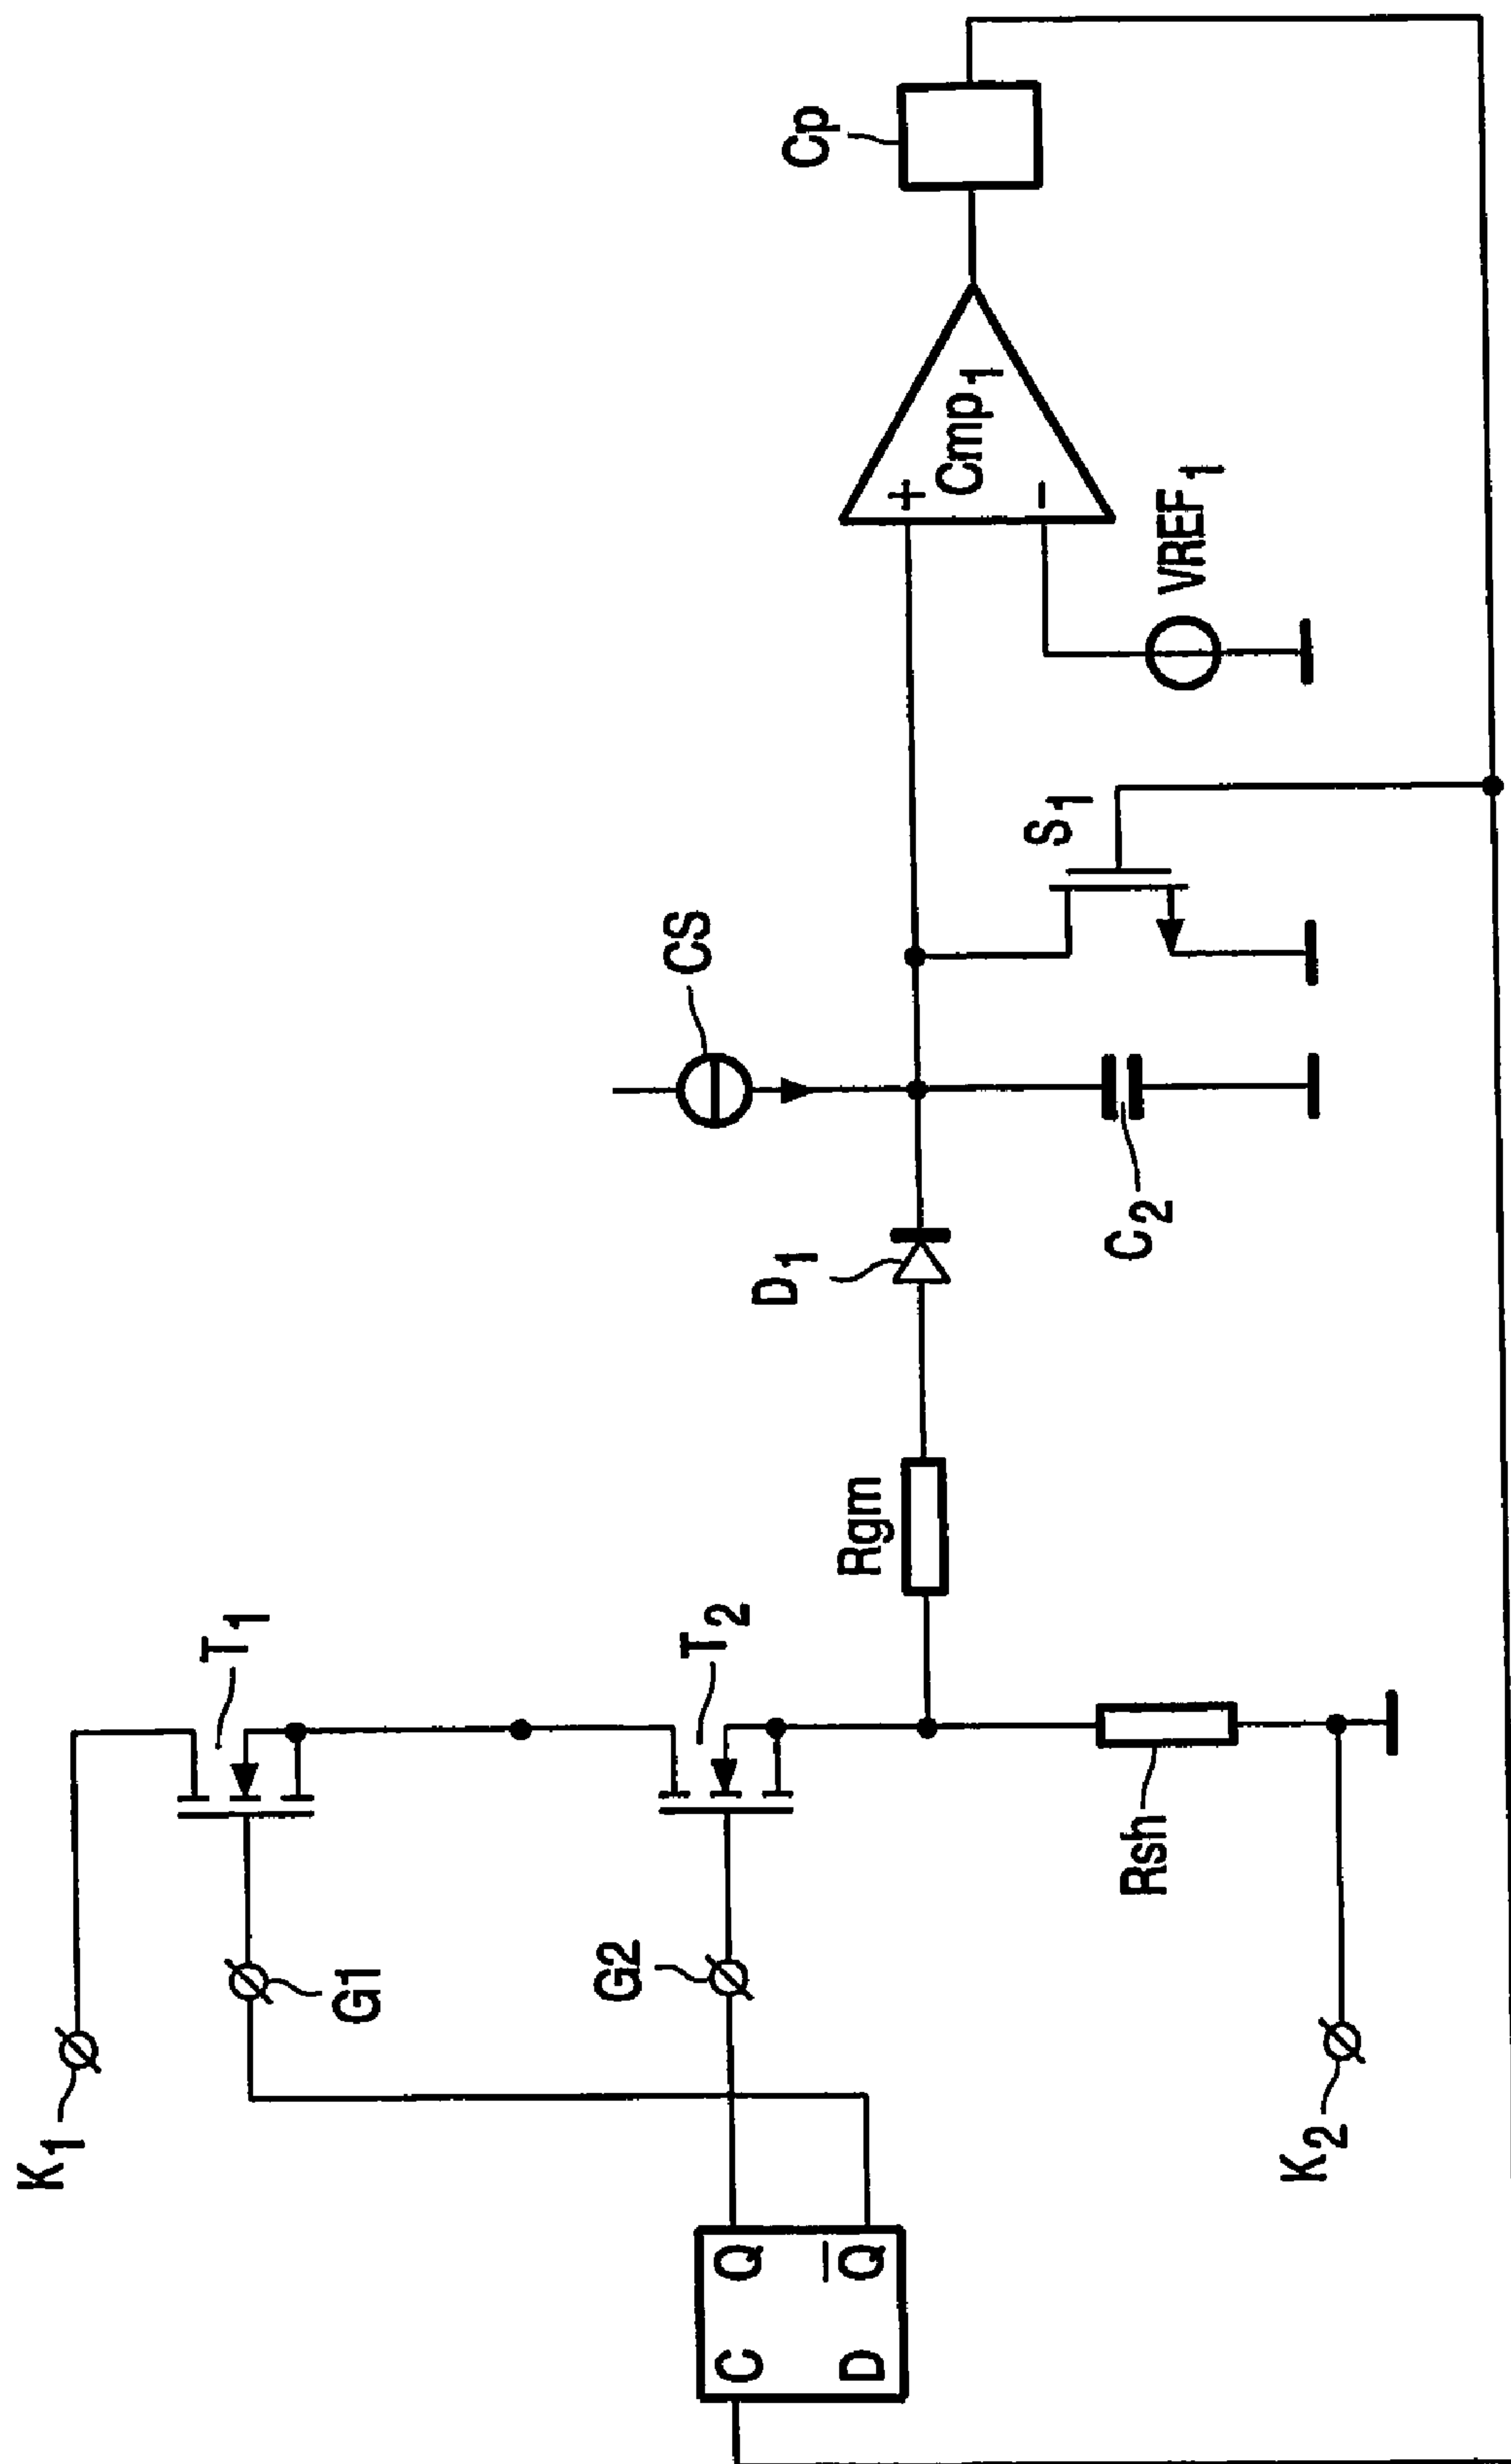 K1
T1
G1
T2
G2
C Q
D Q̅
K2
Rsh
Rgm
D1
C2
CS
S1
+
Cmp1
-
VREF1
Cp